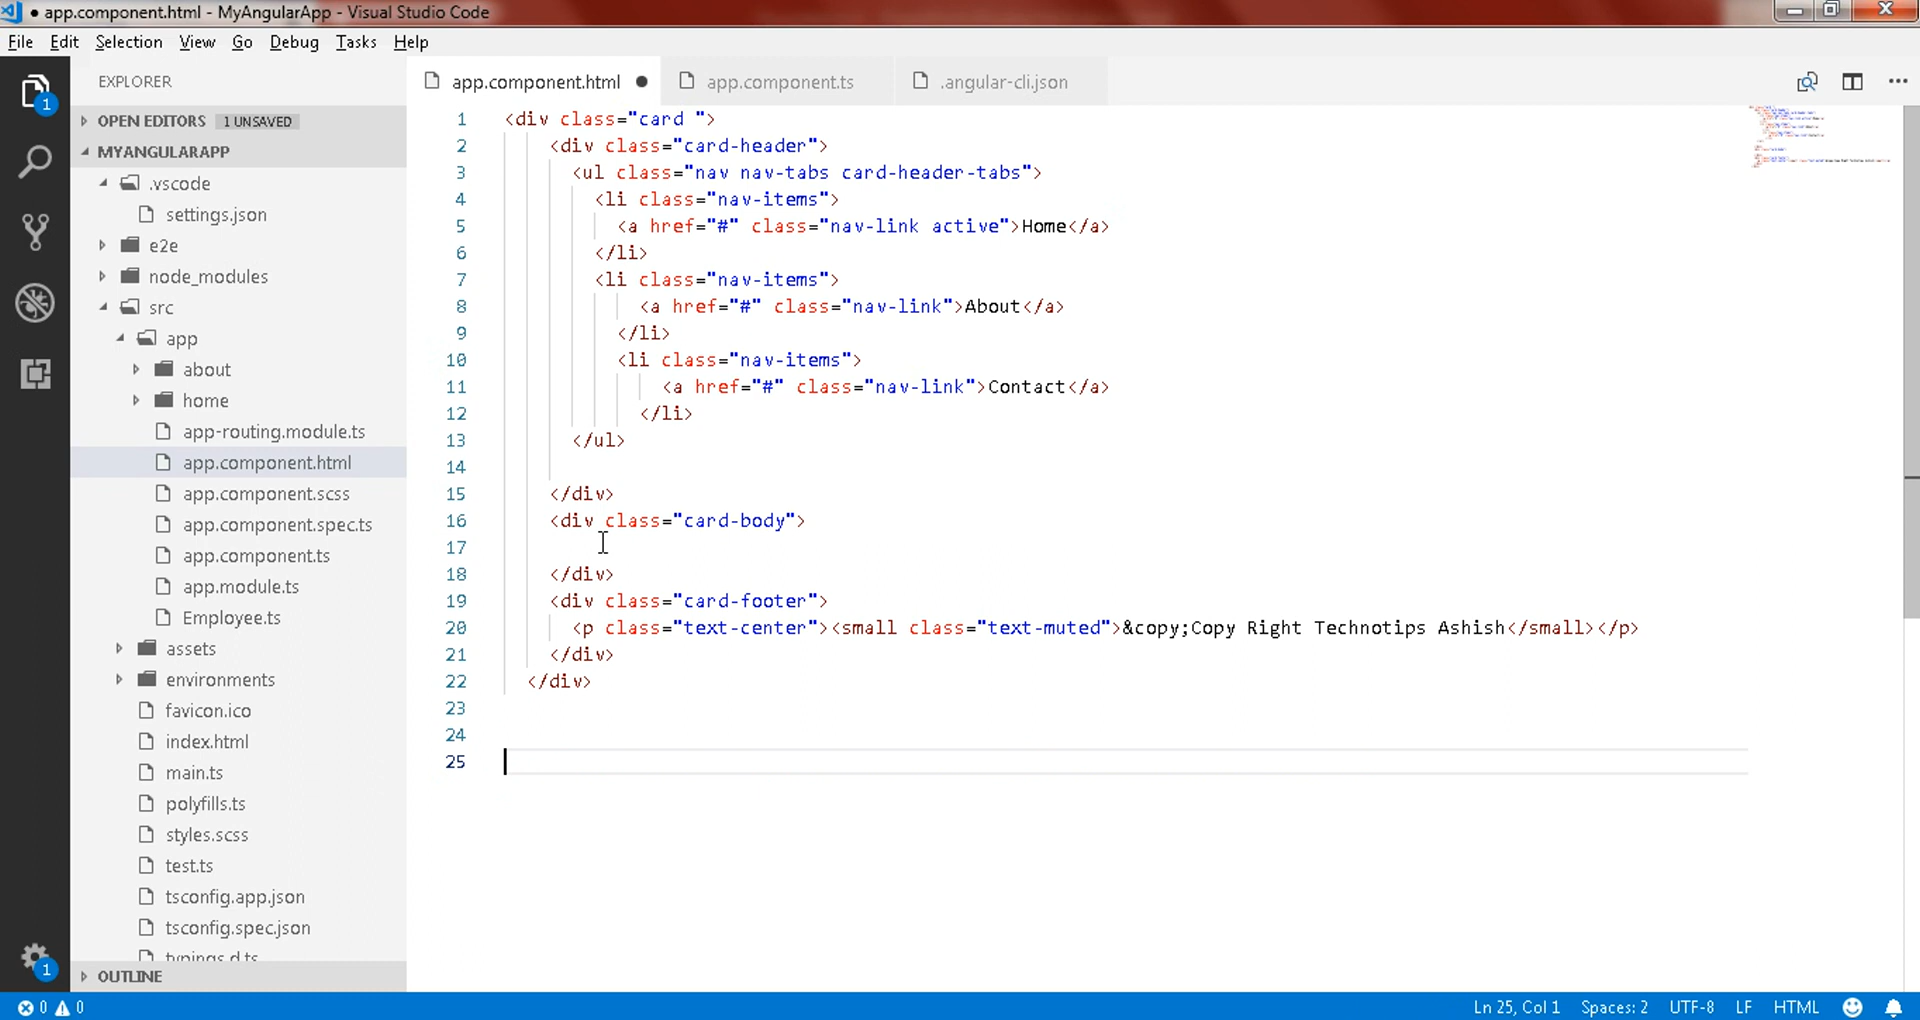 ● app.component.html - MyAngularApp - Visual Studio Code
File Edit Selection View Go Debug Tasks Help
EXPLORER
OPEN EDITORS 1 UNSAVED
MYANGULARAPP
.vscode
settings.json
e2e
node_modules
src
app
about
home
app-routing.module.ts
app.component.html
app.component.scss
app.component.spec.ts
app.component.ts
app.module.ts
Employee.ts
assets
environments
favicon.ico
index.html
main.ts
polyfills.ts
styles.scss
test.ts
tsconfig.app.json
tsconfig.spec.json
typings.d.ts
OUTLINE
1
1
app.component.html ● app.component.ts .angular-cli.json
1 <div class="card ">
2 <div class="card-header">
3 <ul class="nav nav-tabs card-header-tabs">
4 <li class="nav-items">
5 <a href="#" class="nav-link active">Home</a>
6 </li>
7 <li class="nav-items">
8 <a href="#" class="nav-link">About</a>
9 </li>
10 <li class="nav-items">
11 <a href="#" class="nav-link">Contact</a>
12 </li>
13 </ul>
14
15 </div>
16 <div class="card-body">
17
18 </div>
19 <div class="card-footer">
20 <p class="text-center"><small class="text-muted">&copy;Copy Right Technotips Ashish</small></p>
21 </div>
22 </div>
23
24
25
0 0 Ln 25, Col 1 Spaces: 2 UTF-8 LF HTML